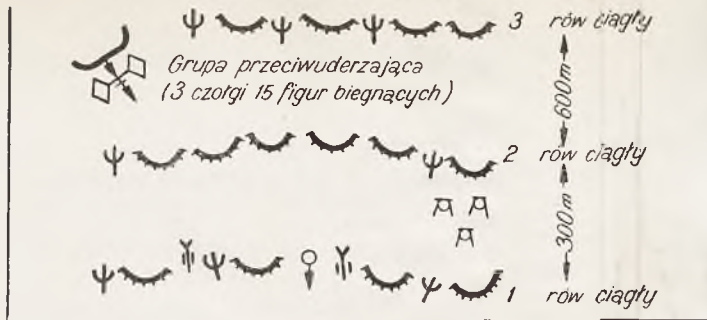 3 rów ciągły
Grupa przeciwuderzająca
(3 czołgi 15 figur biegnących)
600m
2 rów ciągły
300m
1 rów ciągły